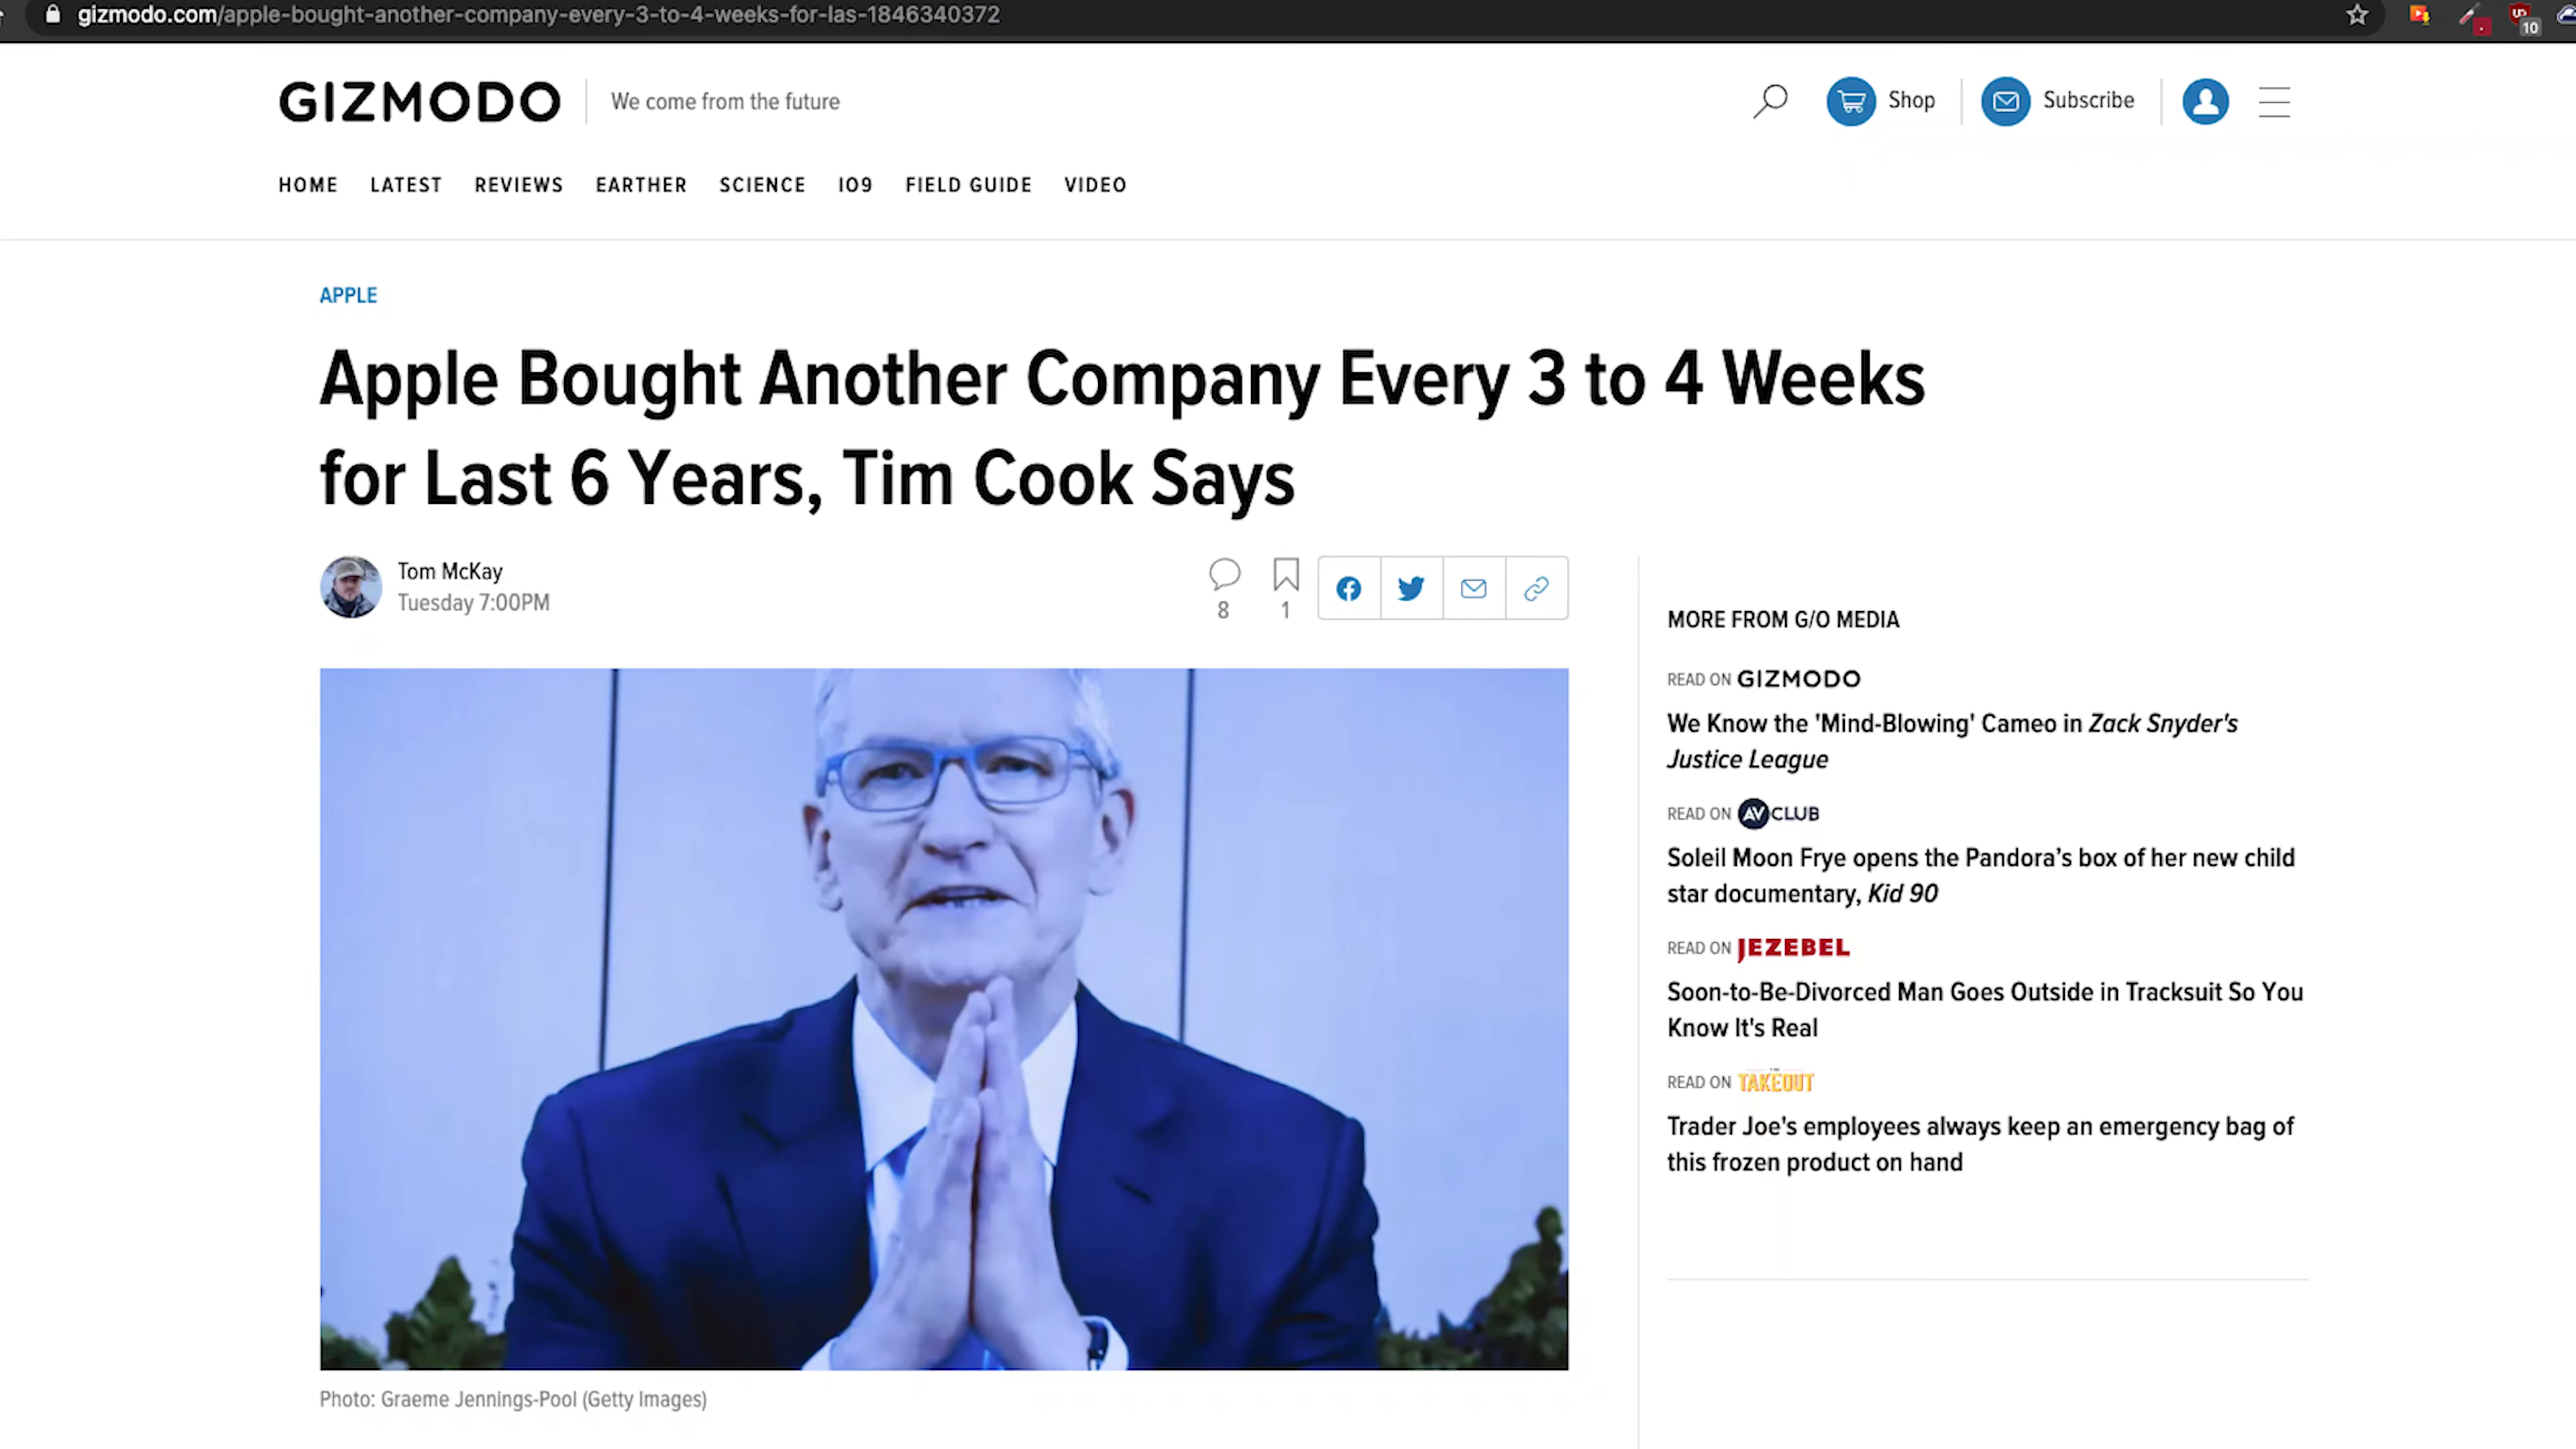 gizmodo.com/apple-bought-another-company-every-3-to-4-weeks-for-las-1846340372
10
GIZMODO
We come from the future
Shop
Subscribe
HOME LATEST REVIEWS EARTHER SCIENCE IO9 FIELD GUIDE VIDEO
APPLE
Apple Bought Another Company Every 3 to 4 Weeks
for Last 6 Years, Tim Cook Says
Tom McKay
Tuesday 7:00PM
8
1
Photo: Graeme Jennings-Pool (Getty Images)
MORE FROM G/O MEDIA
READ ON GIZMODO
We Know the 'Mind-Blowing' Cameo in Zack Snyder's
Justice League
READ ON AV CLUB
Soleil Moon Frye opens the Pandora’s box of her new child
star documentary, Kid 90
READ ON JEZEBEL
Soon-to-Be-Divorced Man Goes Outside in Tracksuit So You
Know It's Real
READ ON TAKEOUT
Trader Joe's employees always keep an emergency bag of
this frozen product on hand